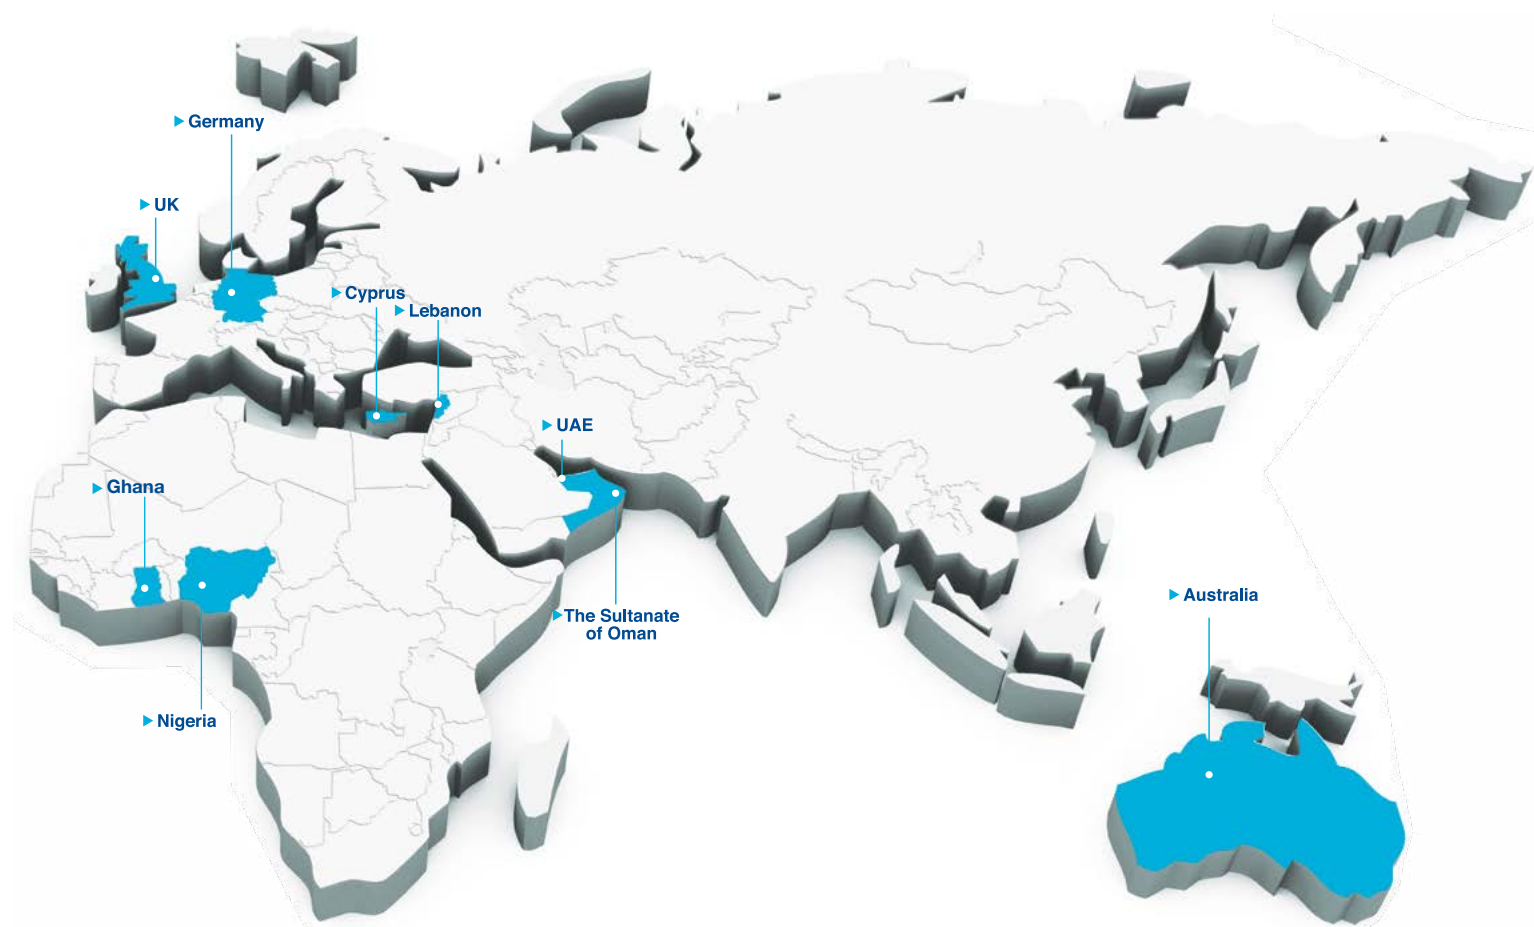 Germany
UK
Cyprus
Lebanon
UAE
Ghana
Australia
The Sultanate
of Oman
Nigeria